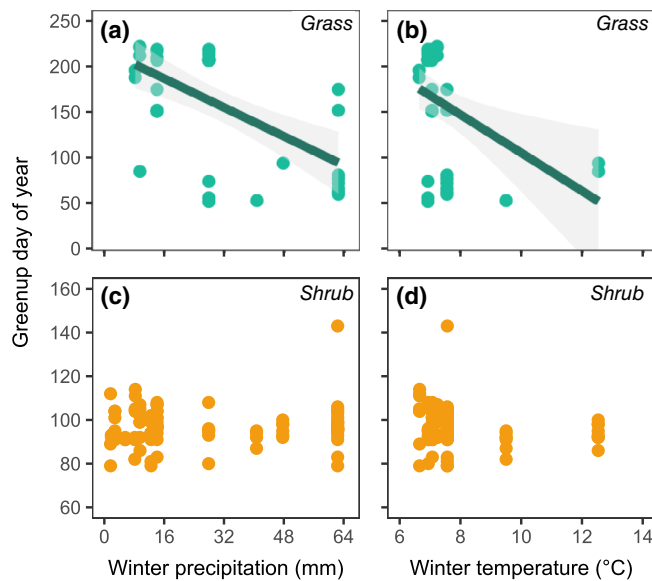 (a) Grass
(b) Grass
250
200
150
100
50
0
Greenup day of year
(c) Shrub
(d) Shrub
160
140
120
100
80
60
0 16 32 48 64
6 8 10 12 14
Winter precipitation (mm)
Winter temperature (°C)